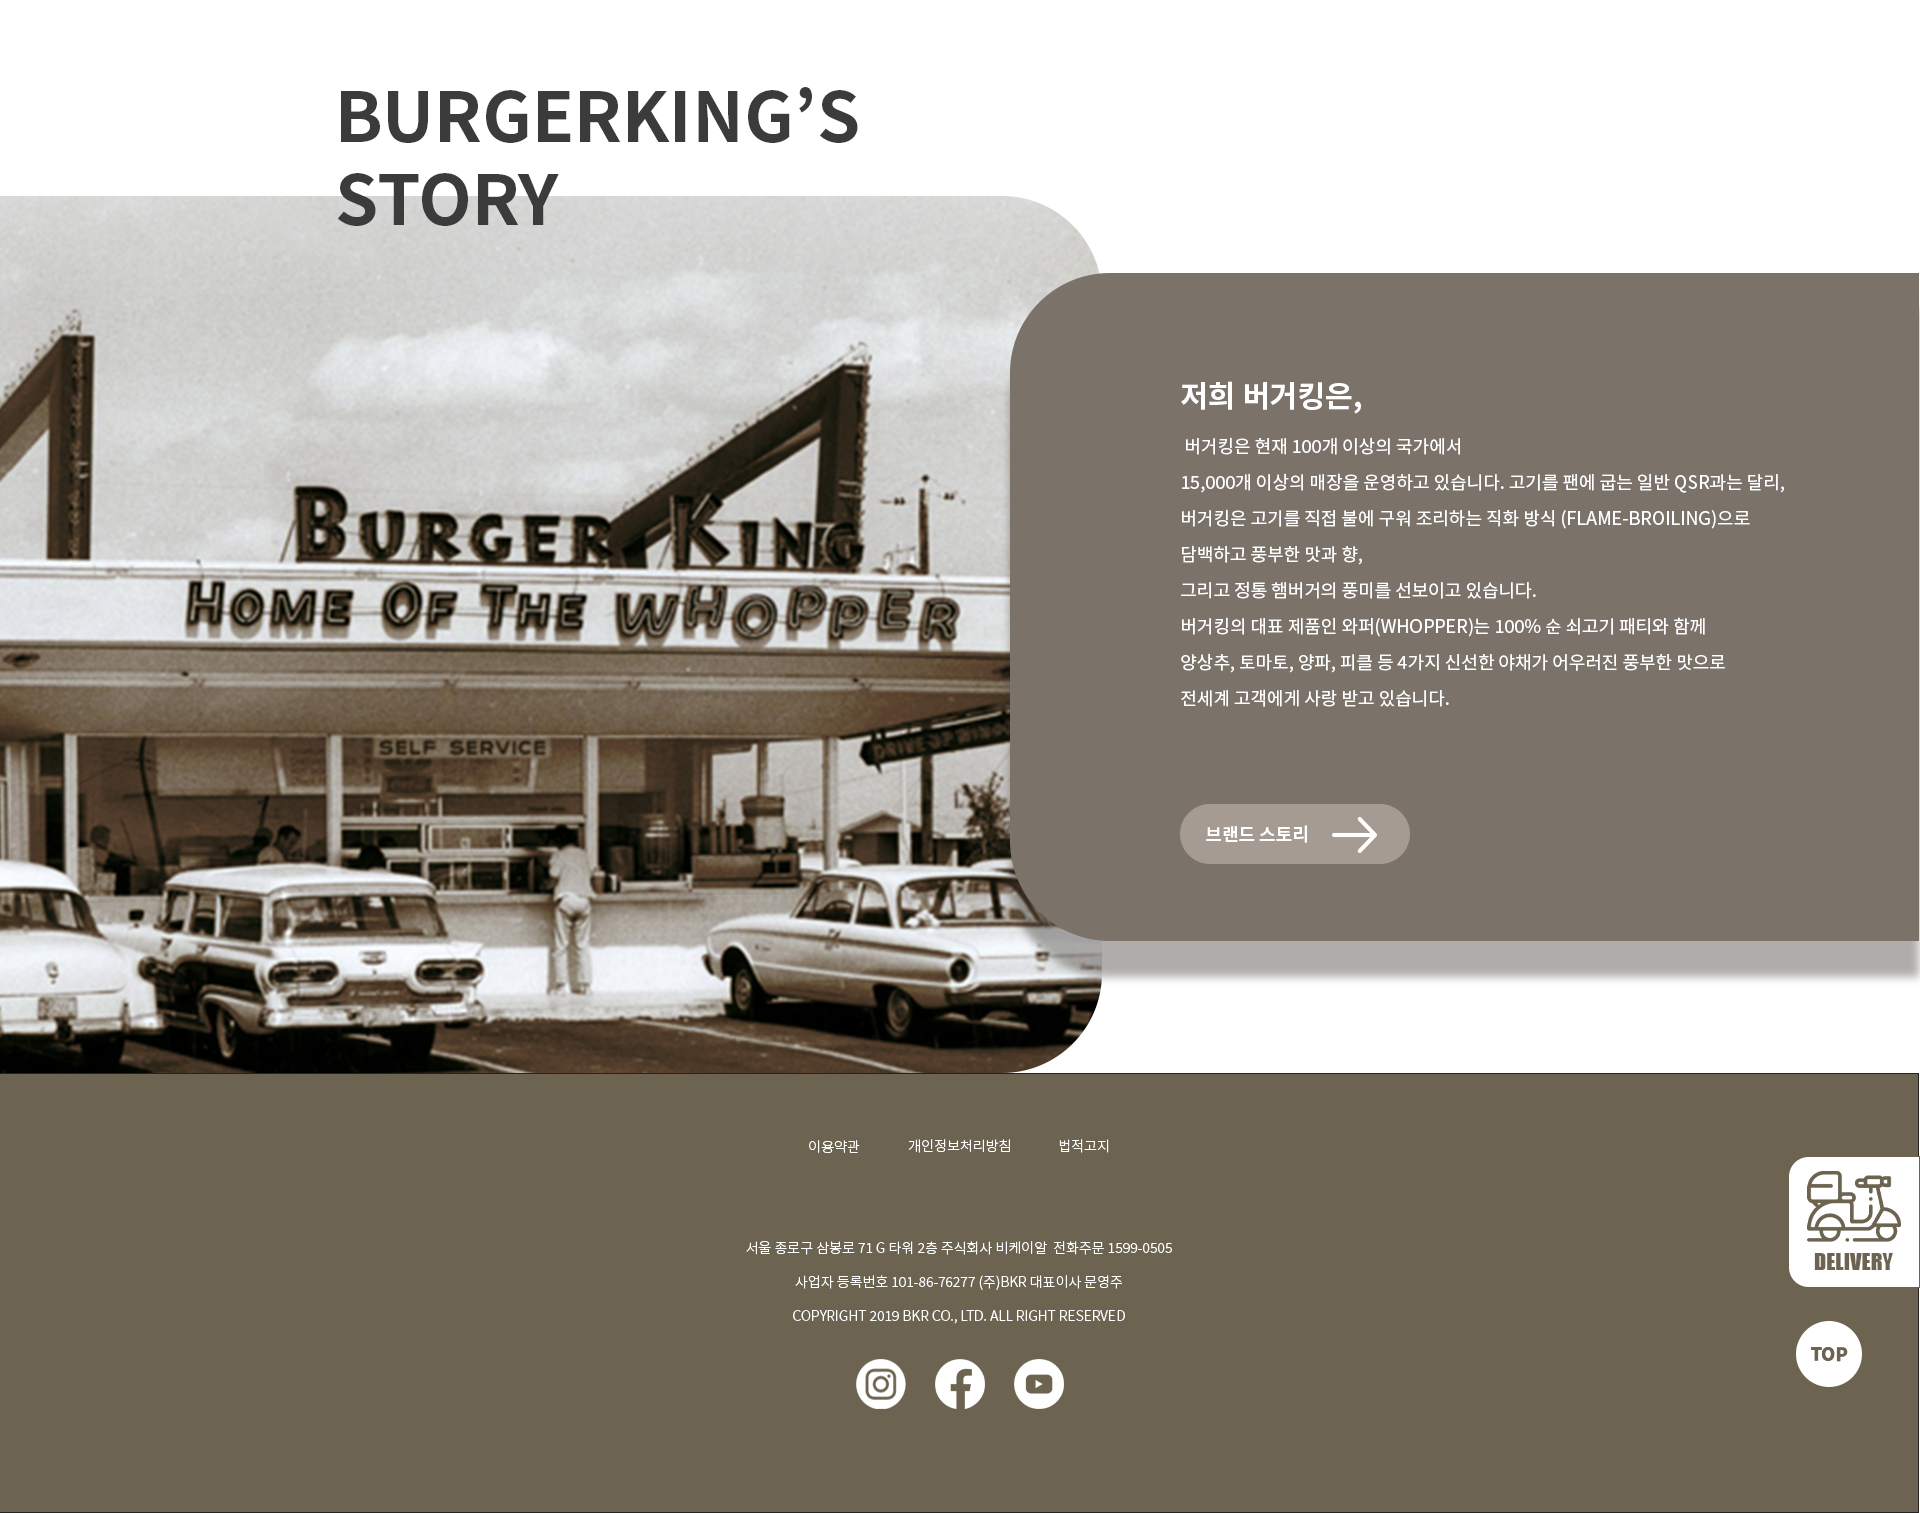 BURGERKING’S
STORY
BURGER KING
HOME OF THE WHOPPER
SELF SERVICE
저희 버거킹은,
버거킹은 현재 100개 이상의 국가에서
15,000개 이상의 매장을 운영하고 있습니다. 고기를 팬에 굽는 일반 QSR과는 달리,
버거킹은 고기를 직접 불에 구워 조리하는 직화 방식 (FLAME-BROILING)으로
담백하고 풍부한 맛과 향,
그리고 정통 햄버거의 풍미를 선보이고 있습니다.
버거킹의 대표 제품인 와퍼(WHOPPER)는 100% 순 쇠고기 패티와 함께
양상추, 토마토, 양파, 피클 등 4가지 신선한 야채가 어우러진 풍부한 맛으로
전세계 고객에게 사랑 받고 있습니다.
브랜드 스토리
이용약관 개인정보처리방침 법적고지
서울 종로구 삼봉로 71 G 타워 2층 주식회사 비케이알 전화주문 1599-0505
사업자 등록번호 101-86-76277 (주)BKR 대표이사 문영주
COPYRIGHT 2019 BKR CO., LTD. ALL RIGHT RESERVED
DELIVERY
TOP